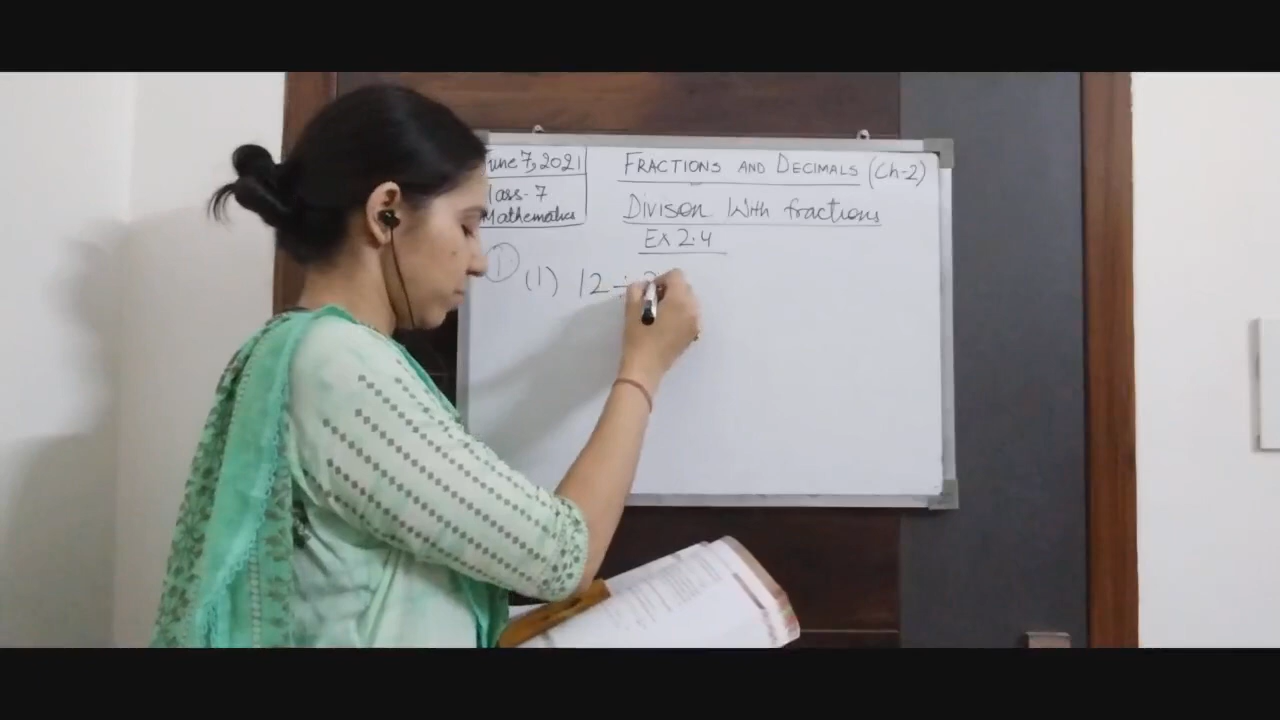 June 7, 2021
Class-7
Mathematics
FRACTIONS AND DECIMALS (Ch-2)
DIVISON With fractions
Ex 2.4
① (1) 12 ÷ 3